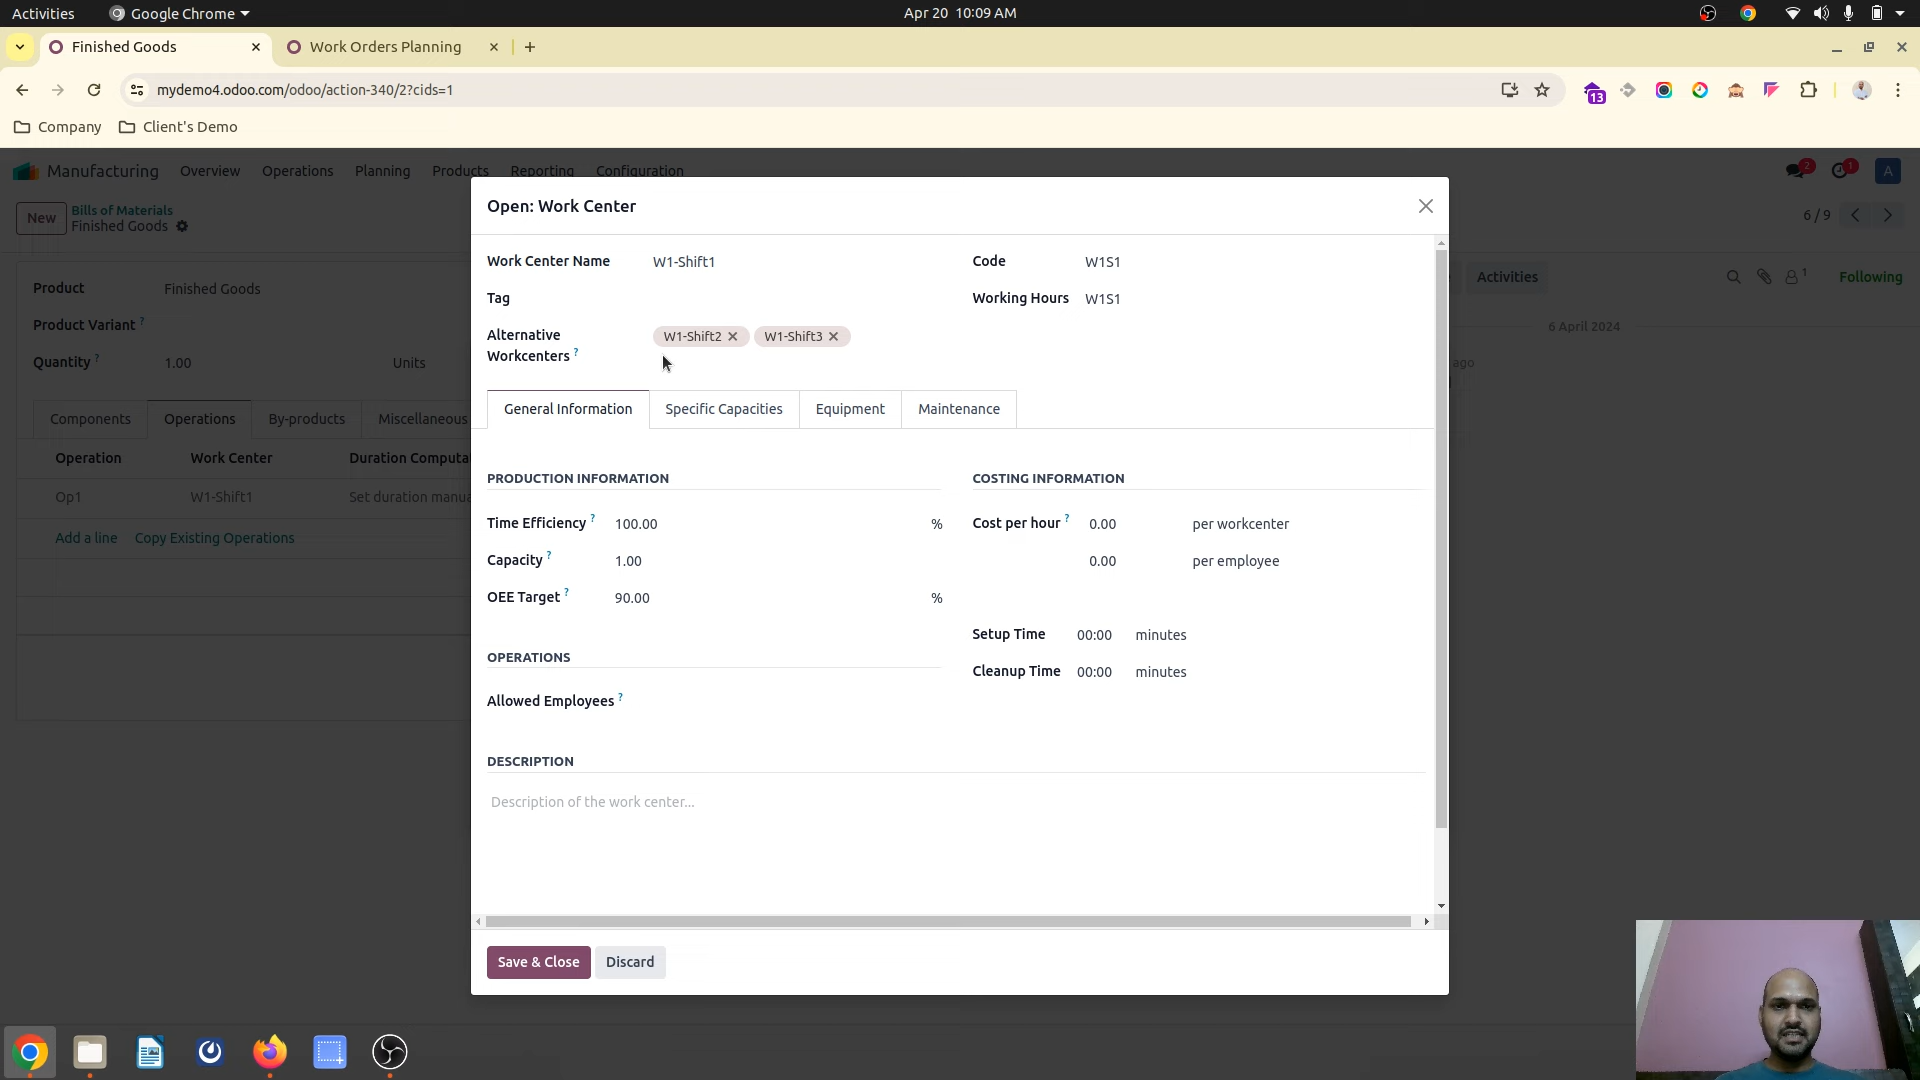 Activities Google Chrome Apr 20 10:09 AM
Finished Goods Work Orders Planning
mydemo4.odoo.com/odoo/action-340/2?cids=1 13
Company Client's Demo
Manufacturing Overview Operations Planning Products Reporting Configuration 2 1 A
New Bills of Materials
Finished Goods 6 / 9
Open: Work Center
Work Center Name W1-Shift1 Code W1S1
Tag Working Hours W1S1
Alternative Workcenters ? W1-Shift2 W1-Shift3
General Information Specific Capacities Equipment Maintenance
PRODUCTION INFORMATION COSTING INFORMATION
Time Efficiency ? 100.00 % Cost per hour ? 0.00 per workcenter
Capacity ? 1.00 0.00 per employee
OEE Target ? 90.00 %
Setup Time 00:00 minutes
OPERATIONS
Cleanup Time 00:00 minutes
Allowed Employees ?
DESCRIPTION
Description of the work center...
Save & Close Discard
Product Finished Goods
Product Variant ?
Quantity ? 1.00 Units
Components Operations By-products Miscellaneous
Operation Work Center Duration Computa
Op1 W1-Shift1 Set duration manua
Add a line Copy Existing Operations
Activities 1 Following
6 April 2024
ago